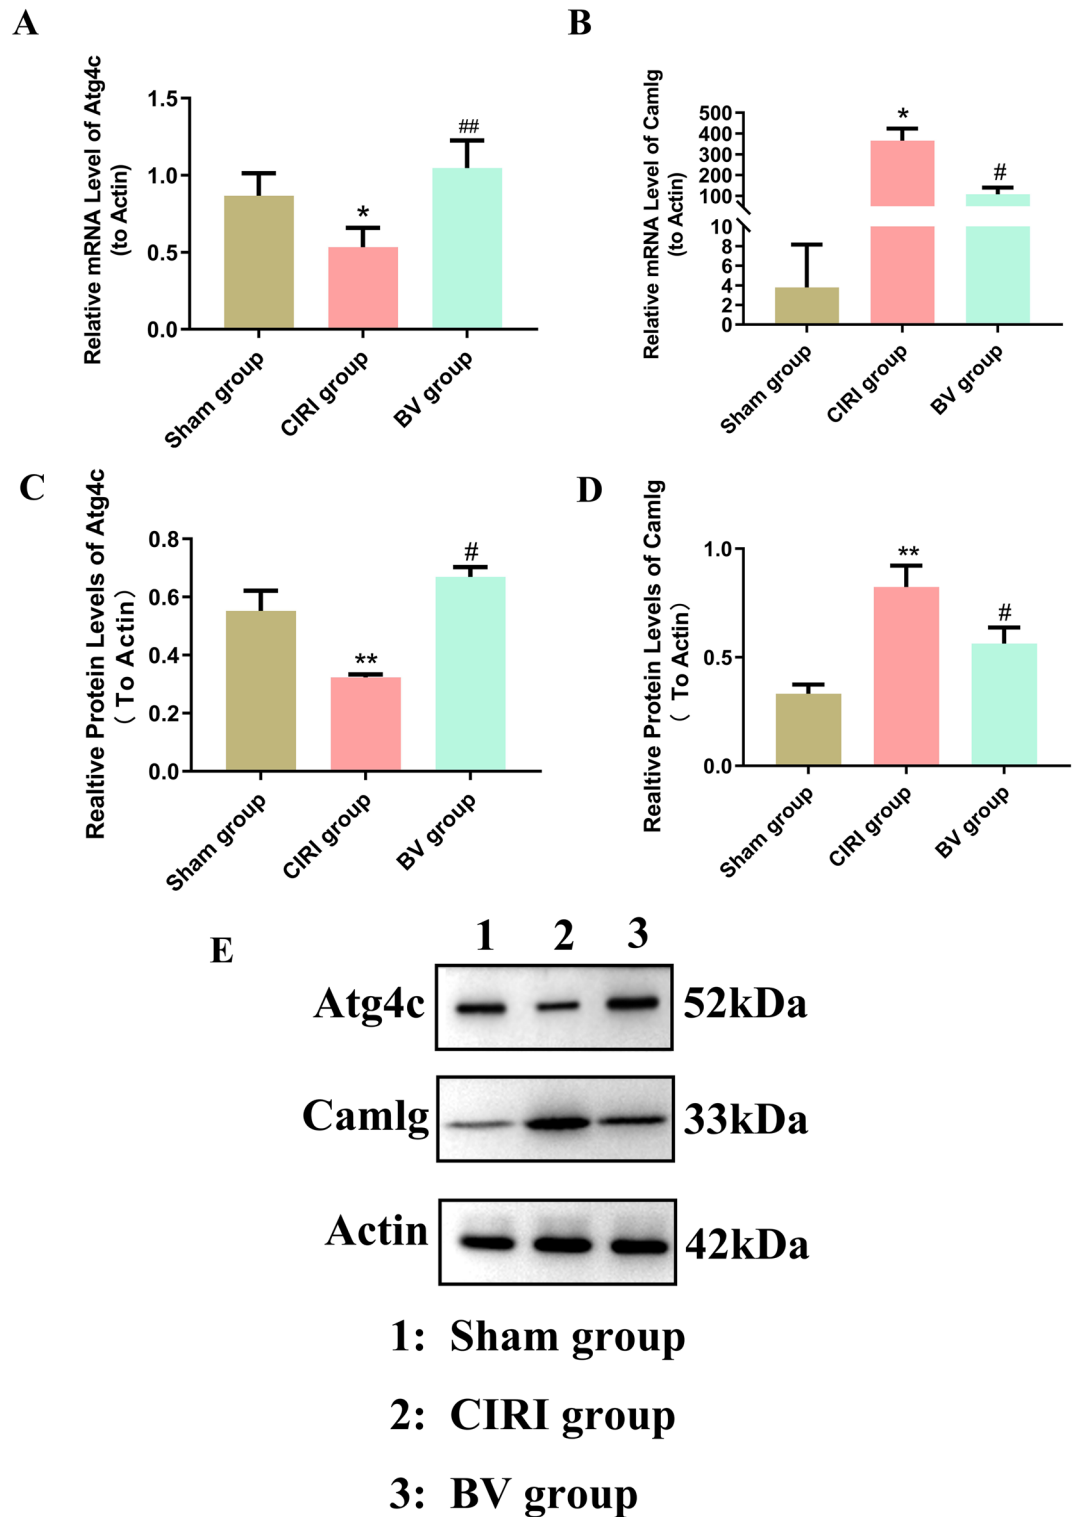 A
Relative mRNA Level of Atg4c
(to Actin)
1.5
1.0
0.5
0.0
*
##
Sham group
CIRI group
BV group
B
Relative mRNA Level of Camlg
(to Actin)
500
400
300
200
100
10
8
6
4
2
0
*
#
Sham group
CIRI group
BV group
C
Realtive Protein Levels of Atg4c
( To Actin)
0.8
0.6
0.4
0.2
0.0
**
#
Sham group
CIRI group
BV group
D
Realtive Protein Levels of Camlg
( To Actin)
1.0
0.5
0.0
**
#
Sham group
CIRI group
BV group
E
1 2 3
Atg4c 52kDa
Camlg 33kDa
Actin 42kDa
1: Sham group
2: CIRI group
3: BV group